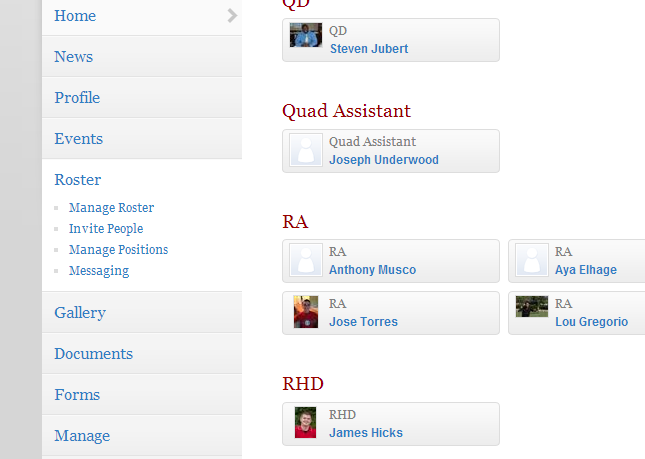 Home
News
Profile
Events
Roster
Manage Roster
Invite People
Manage Positions
Messaging
Gallery
Documents
Forms
Manage
QD
QD
Steven Jubert
Quad Assistant
Quad Assistant
Joseph Underwood
RA
RA
Anthony Musco
RA
Aya Elhage
RA
Jose Torres
RA
Lou Gregorio
RHD
RHD
James Hicks